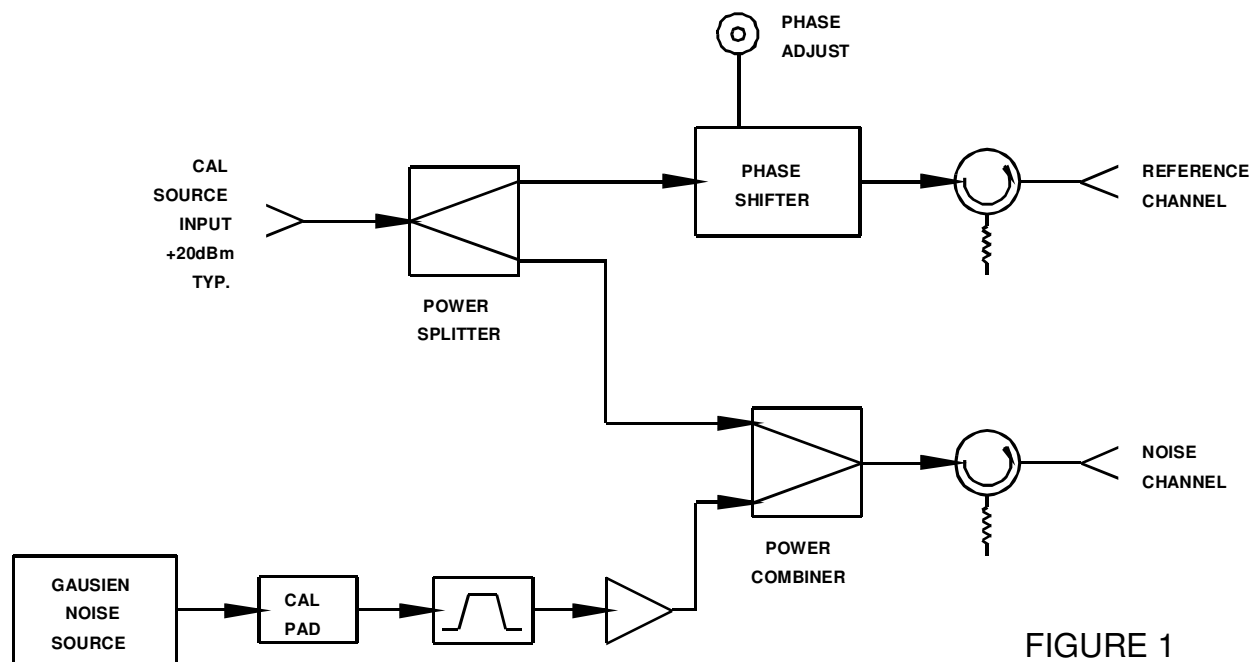 PHASE
ADJUST
CAL
SOURCE
INPUT
+20dBm
TYP.
PHASE
SHIFTER
REFERENCE
CHANNEL
POWER
SPLITTER
NOISE
CHANNEL
POWER
COMBINER
GAUSIEN
NOISE
SOURCE
CAL
PAD
FIGURE 1